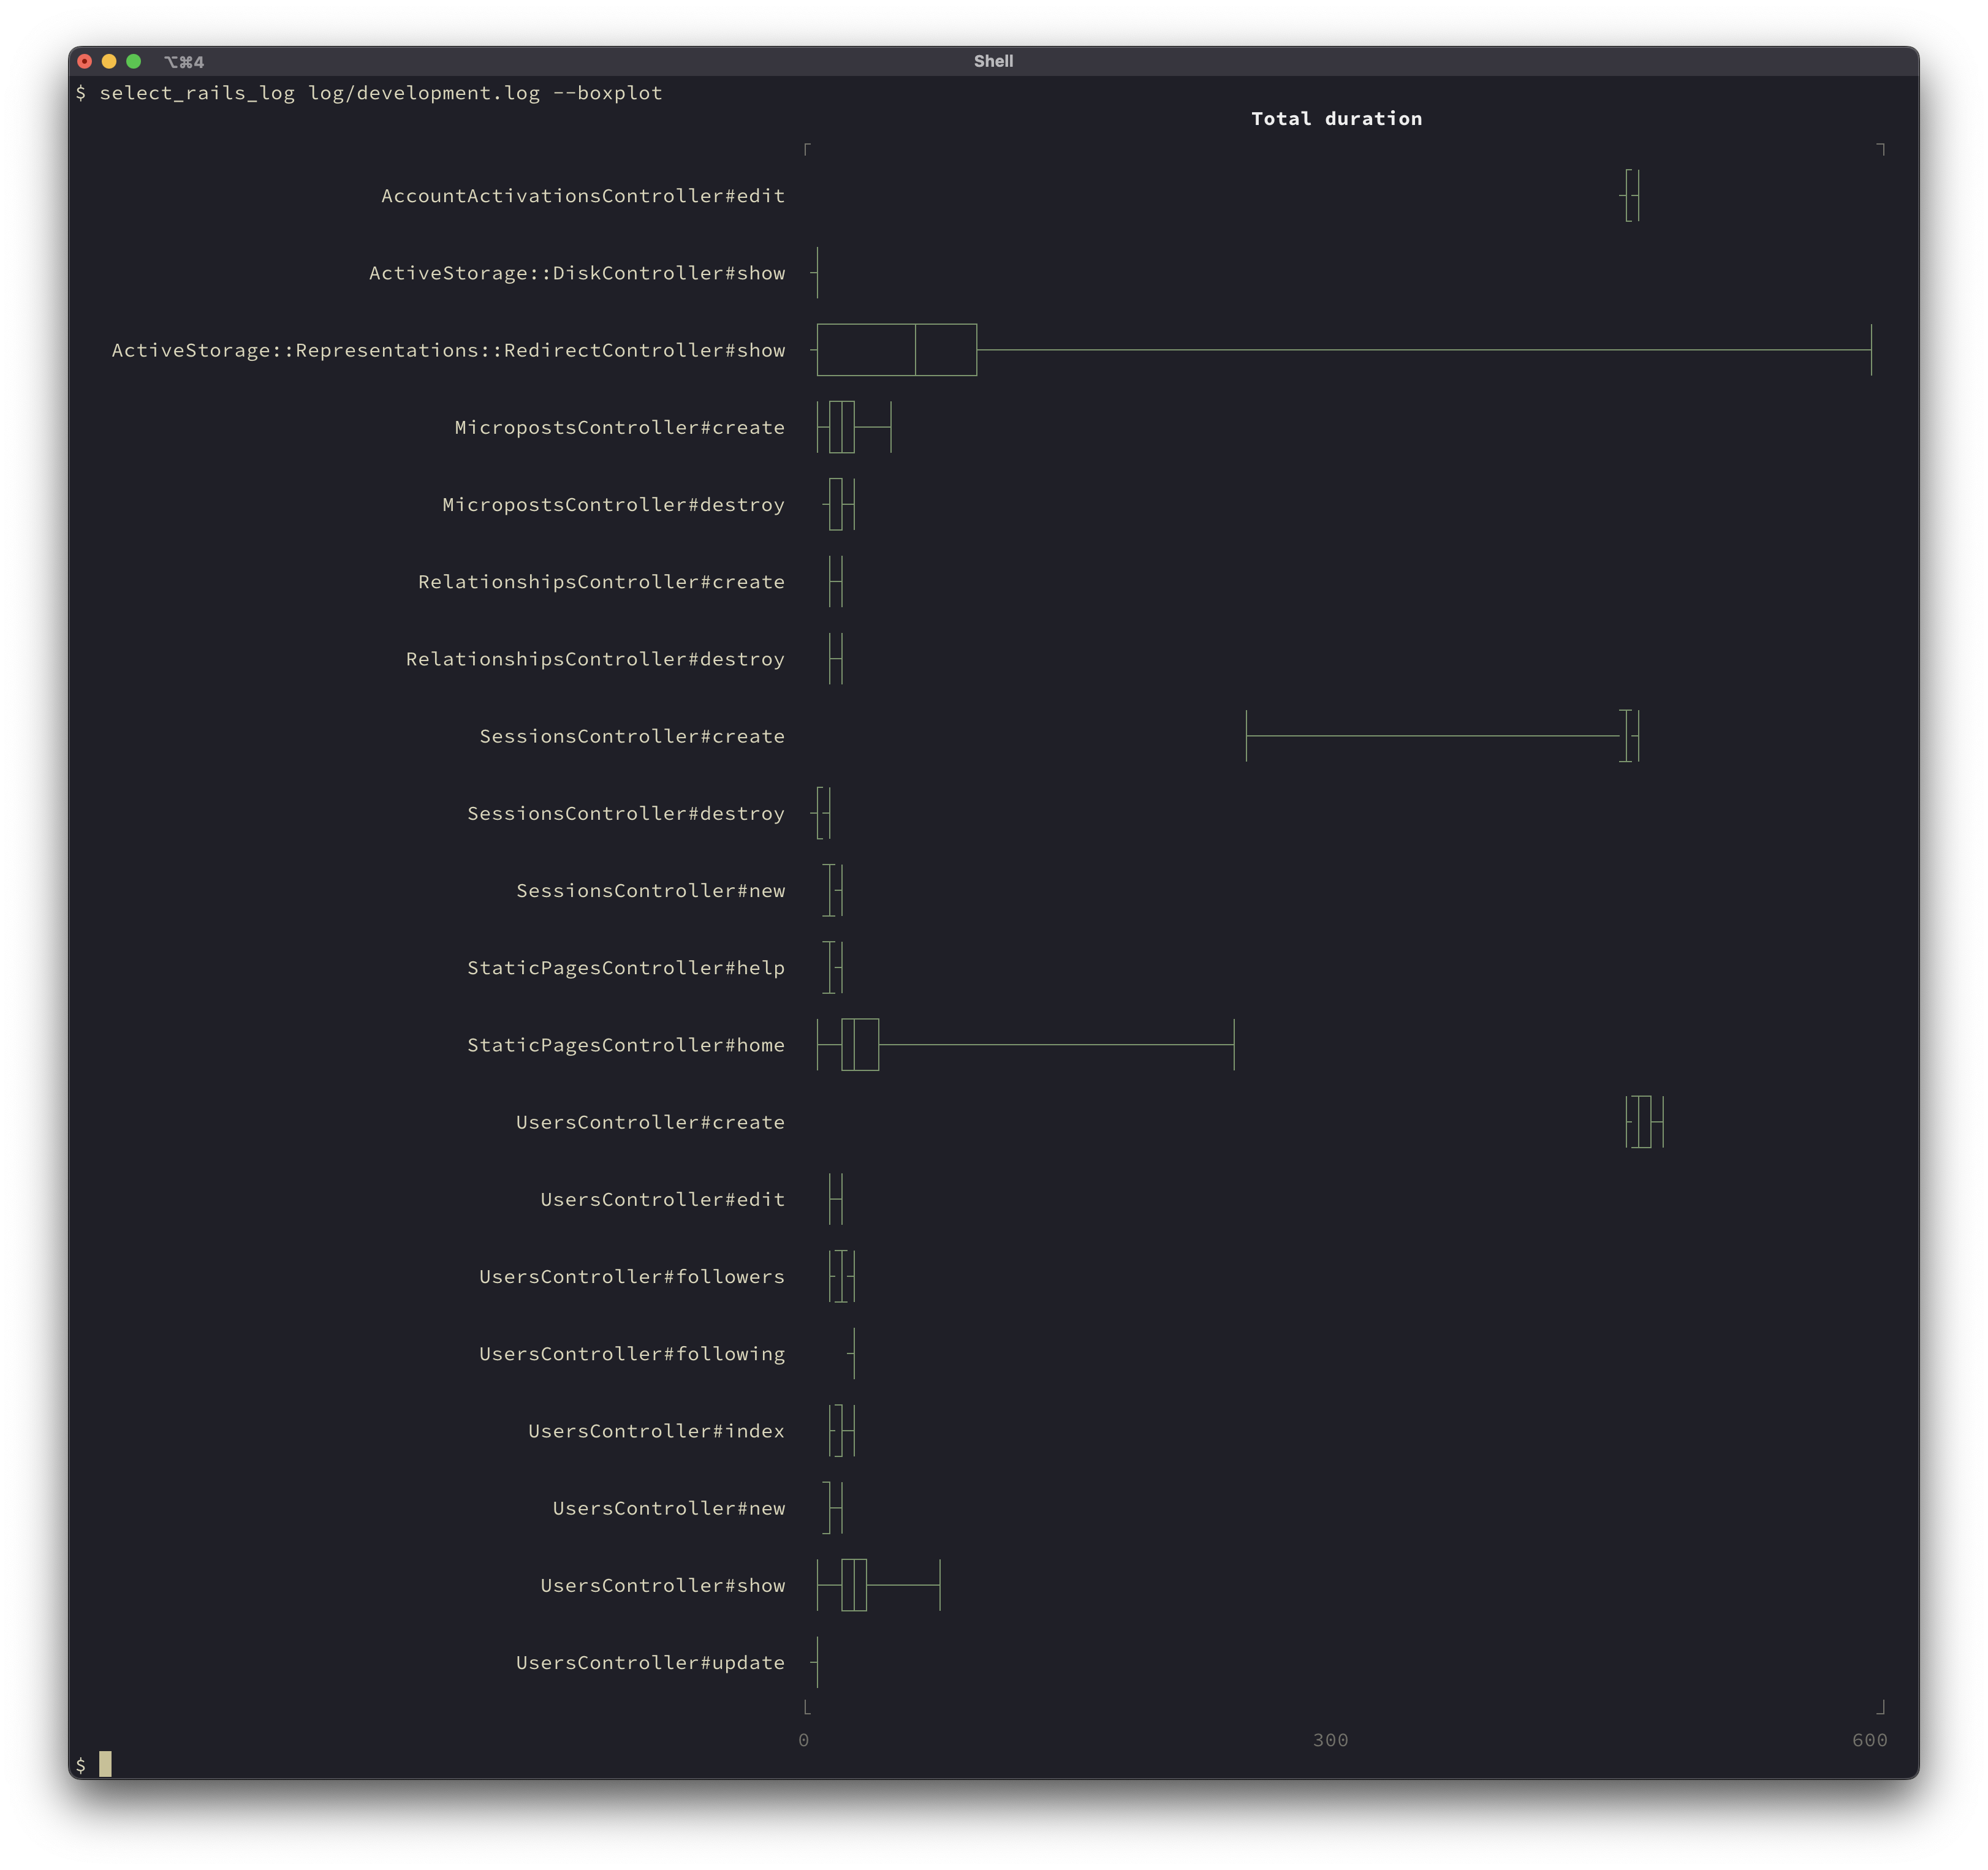 ⌥⌘4 Shell
$ select_rails_log log/development.log --boxplot
Total duration
AccountActivationsController#edit
ActiveStorage::DiskController#show
ActiveStorage::Representations::RedirectController#show
MicropostsController#create
MicropostsController#destroy
RelationshipsController#create
RelationshipsController#destroy
SessionsController#create
SessionsController#destroy
SessionsController#new
StaticPagesController#help
StaticPagesController#home
UsersController#create
UsersController#edit
UsersController#followers
UsersController#following
UsersController#index
UsersController#new
UsersController#show
UsersController#update
0 300 600
$